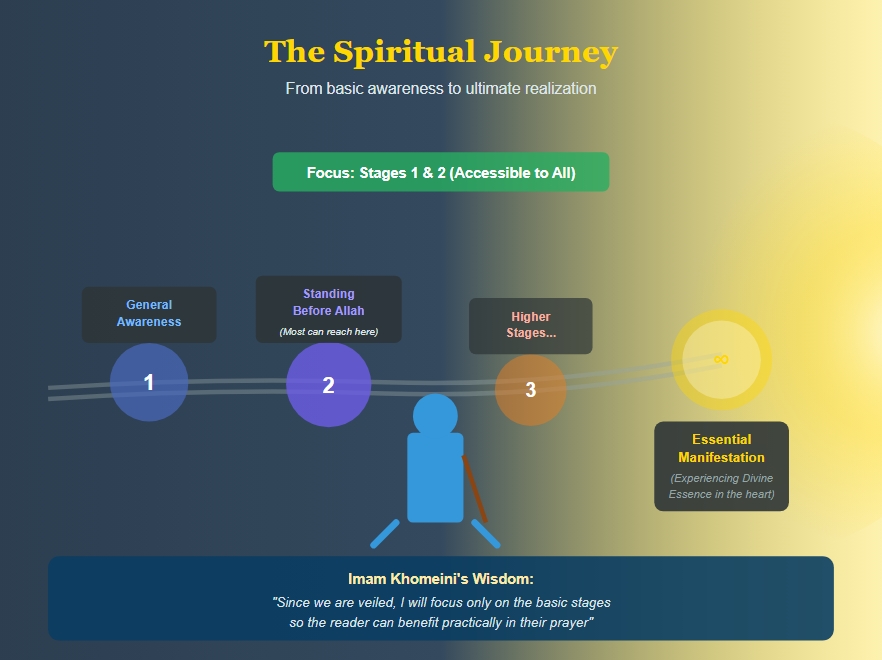 The Spiritual Journey
From basic awareness to ultimate realization
Focus: Stages 1 & 2 (Accessible to All)
General
Awareness
1
Standing
Before Allah
(Most can reach here)
2
Higher
Stages...
3
∞
Essential
Manifestation
(Experiencing Divine
Essence in the heart)
Imam Khomeini's Wisdom:
"Since we are veiled, I will focus only on the basic stages
so the reader can benefit practically in their prayer"